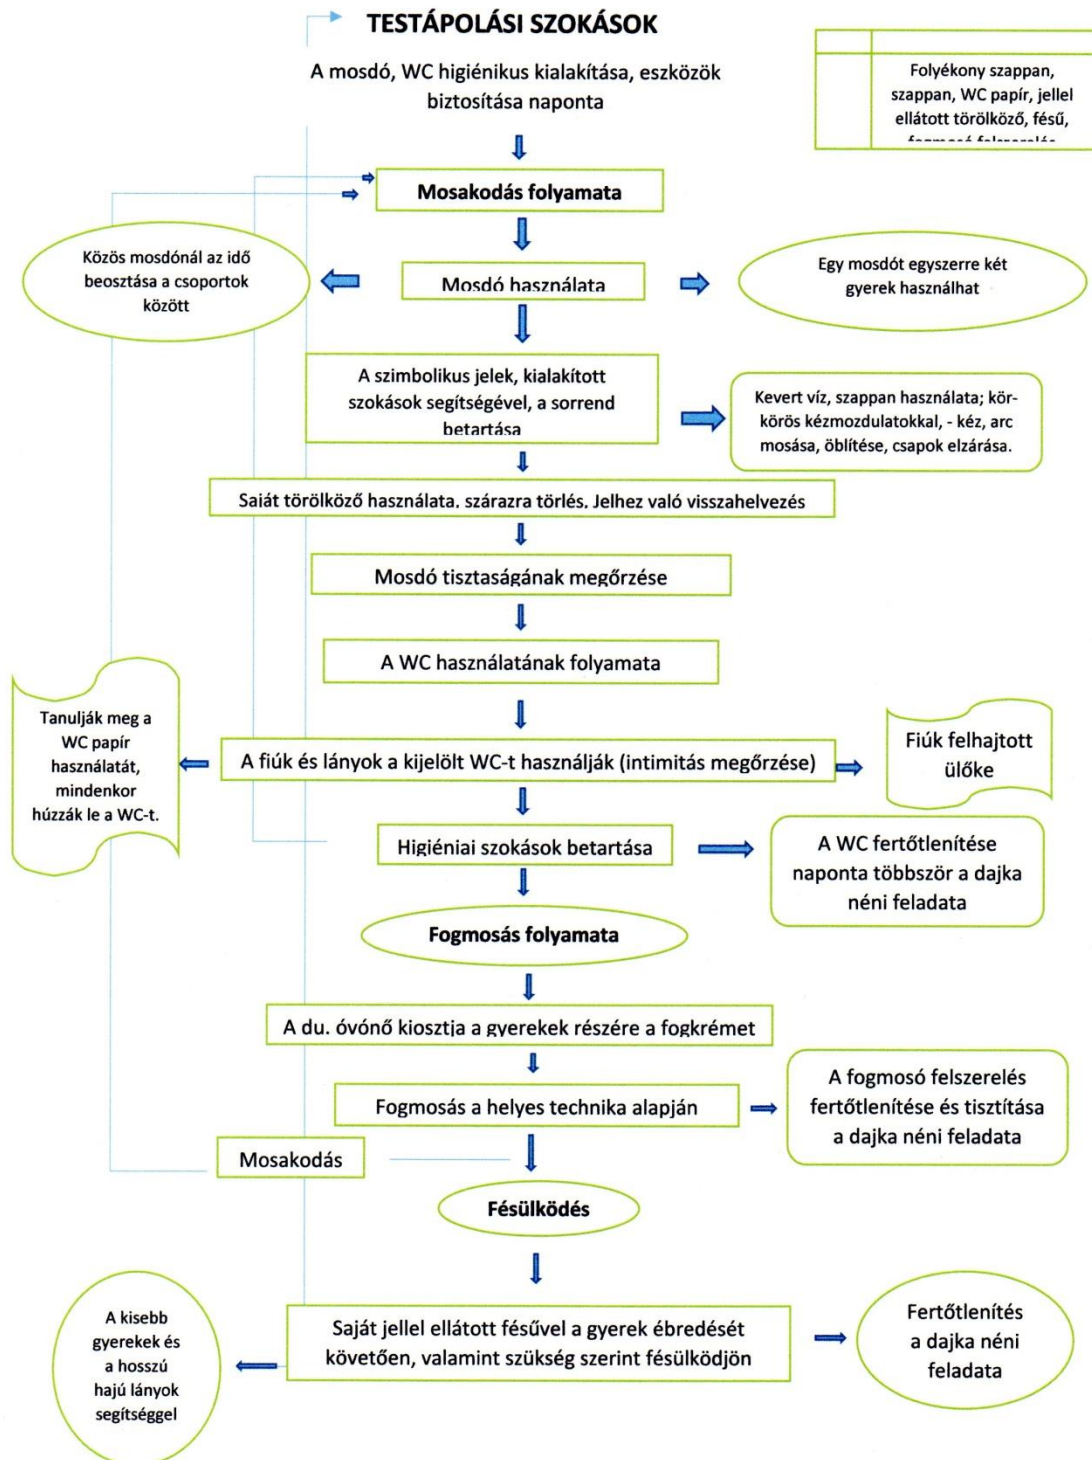 TESTÁPOLÁSI SZOKÁSOK
A mosdó, WC higiénikus kialakítása, eszközök
biztosítása naponta
Folyékony szappan,
szappan, WC papír, jellel
ellátott törölköző, fésű,
fogmosó felszerelés
Mosakodás folyamata
Közös mosdónál az idő
beosztása a csoportok
között
Mosdó használata
Egy mosdót egyszerre két
gyerek használhat
A szimbolikus jelek, kialakított
szokások segítségével, a sorrend
betartása
Kevert víz, szappan használata; kör-
körös kézmozdulatokkal, - kéz, arc
mosása, öblítése, csapok elzárása.
Saját törölköző használata. szárazra törlés. Jelhez való visszahelyezés
Mosdó tisztaságának megőrzése
A WC használatának folyamata
Tanulják meg a
WC papír
használatát,
mindenkor
húzzák le a WC-t.
A fiúk és lányok a kijelölt WC-t használják (intimitás megőrzése)
Fiúk felhajtott
ülőke
Higiéniai szokások betartása
A WC fertőtlenítése
naponta többször a dajka
néni feladata
Fogmosás folyamata
A du. óvónő kiosztja a gyerekek részére a fogkrémet
Fogmosás a helyes technika alapján
A fogmosó felszerelés
fertőtlenítése és tisztítása
a dajka néni feladata
Mosakodás
Fésülködés
A kisebb
gyerekek és
a hosszú
hajú lányok
segítséggel
Saját jellel ellátott fésűvel a gyerek ébredését
követően, valamint szükség szerint fésülködjön
Fertőtlenítés
a dajka néni
feladata